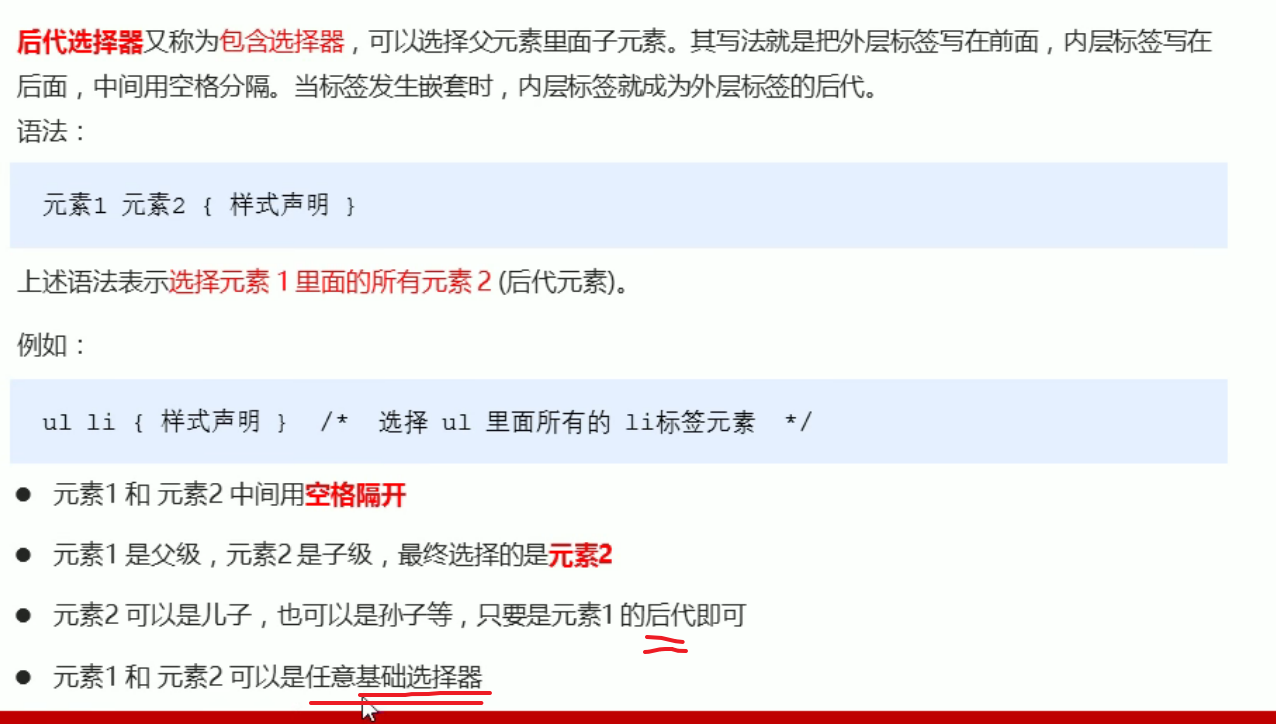 后代选择器又称为包含选择器，可以选择父元素里面子元素。其写法就是把外层标签写在前面，内层标签写在
后面，中间用空格分隔。当标签发生嵌套时，内层标签就成为外层标签的后代。
语法：
元素1 元素2 { 样式声明 }
上述语法表示选择元素 1 里面的所有元素 2 (后代元素)。
例如：
ul li { 样式声明 } /* 选择 ul 里面所有的 li标签元素 */
● 元素1 和 元素2 中间用空格隔开
● 元素1 是父级，元素2 是子级，最终选择的是元素2
● 元素2 可以是儿子，也可以是孙子等，只要是元素1 的后代即可
● 元素1 和 元素2 可以是任意基础选择器